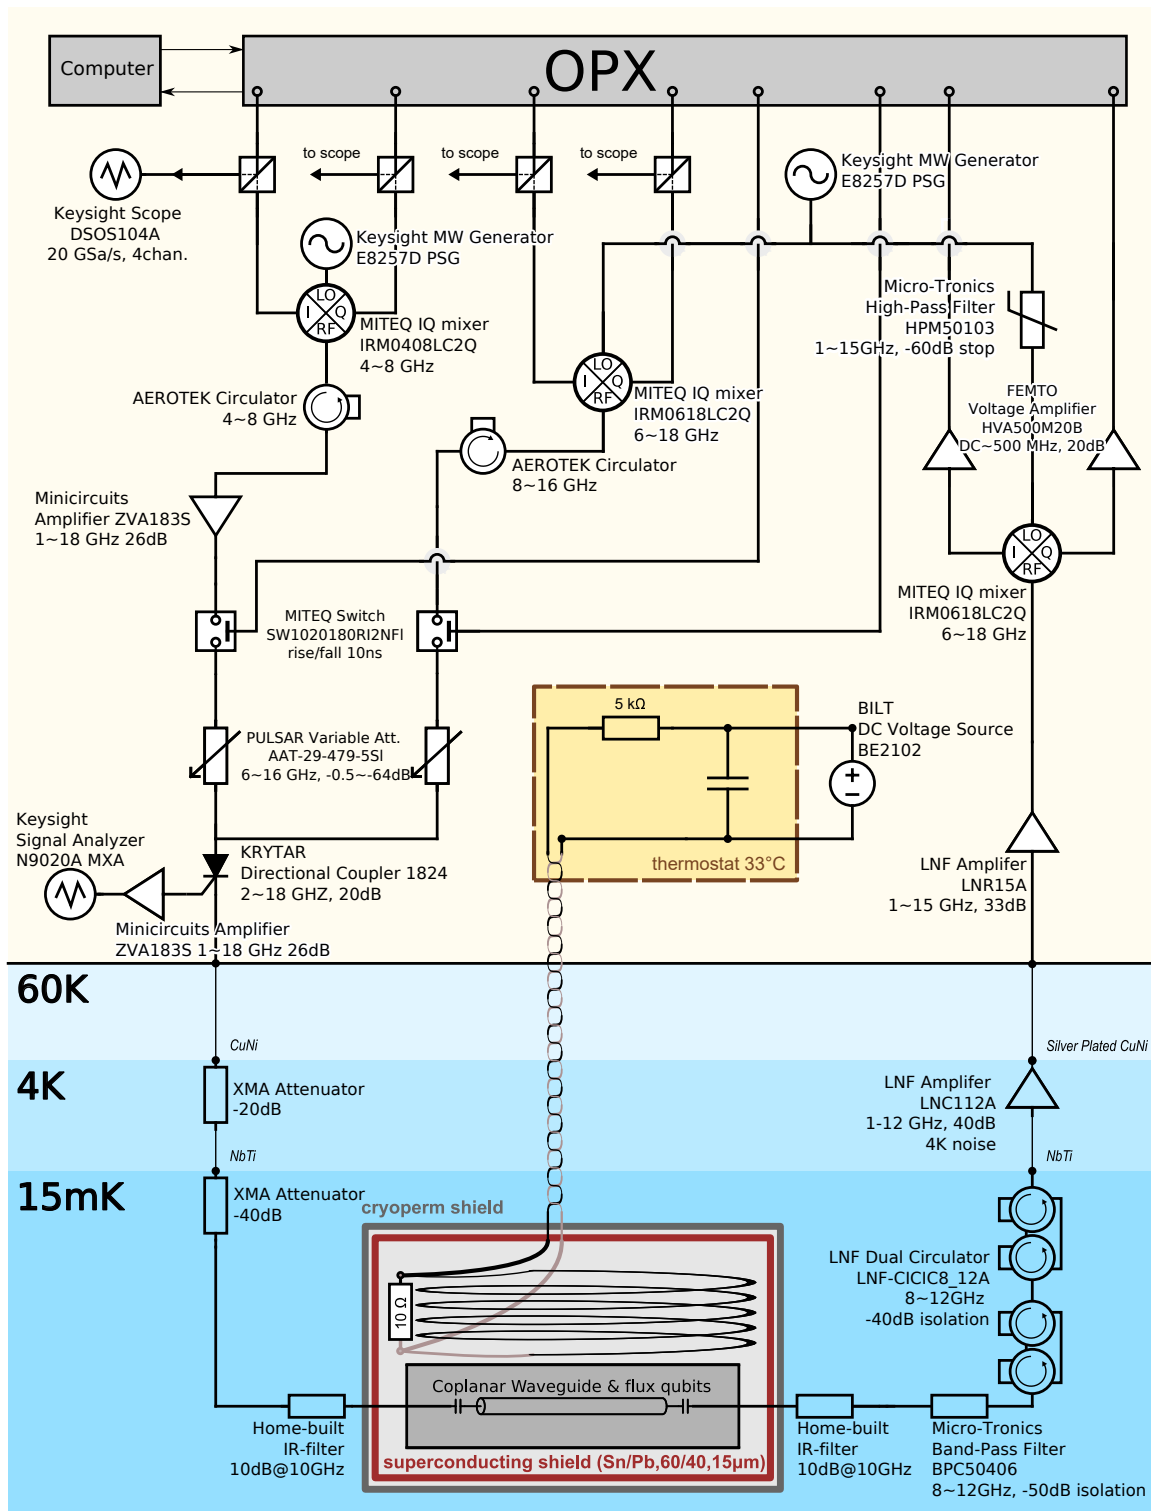 Computer
OPX
to scope
to scope
to scope
Keysight MW Generator
E8257D PSG
Keysight Scope
DSOS104A
20 GSa/s, 4chan.
Keysight MW Generator
E8257D PSG
LO
I
Q
RF
MITEQ IQ mixer
IRM0408LC2Q
4~8 GHz
Micro-Tronics
High-Pass Filter
HPM50103
1~15GHz, -60dB stop
LO
I
Q
RF
MITEQ IQ mixer
IRM0618LC2Q
6~18 GHz
AEROTEK Circulator
4~8 GHz
FEMTO
Voltage Amplifier
HVA500M20B
DC~500 MHz, 20dB
AEROTEK Circulator
8~16 GHz
Minicircuits
Amplifier ZVA183S
1~18 GHz 26dB
LO
I
Q
RF
MITEQ IQ mixer
IRM0618LC2Q
6~18 GHz
MITEQ Switch
SW1020180RI2NFI
rise/fall 10ns
5 kΩ
BILT
DC Voltage Source
BE2102
PULSAR Variable Att.
AAT-29-479-5SI
6~16 GHz, -0.5~-64dB
thermostat 33°C
Keysight
Signal Analyzer
N9020A MXA
KRYTAR
Directional Coupler 1824
2~18 GHZ, 20dB
LNF Amplifer
LNR15A
1~15 GHz, 33dB
Minicircuits Amplifier
ZVA183S 1~18 GHz 26dB
60K
CuNi
Silver Plated CuNi
4K
XMA Attenuator
-20dB
LNF Amplifer
LNC112A
1-12 GHz, 40dB
4K noise
NbTi
NbTi
15mK
XMA Attenuator
-40dB
cryoperm shield
10 Ω
LNF Dual Circulator
LNF-CICIC8_12A
8~12GHz
-40dB isolation
Coplanar Waveguide & flux qubits
superconducting shield (Sn/Pb,60/40,15μm)
Home-built
IR-filter
10dB@10GHz
Home-built
IR-filter
10dB@10GHz
Micro-Tronics
Band-Pass Filter
BPC50406
8~12GHz, -50dB isolation